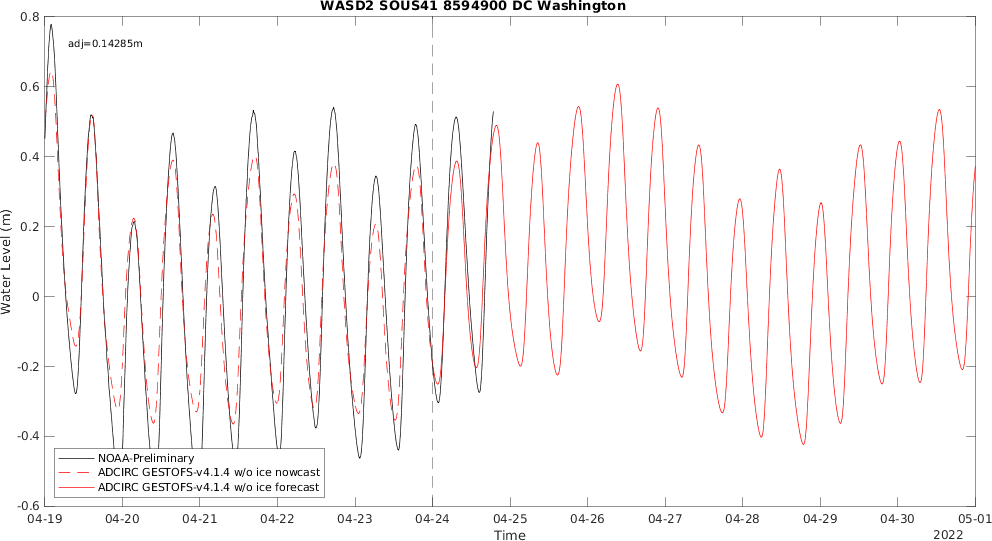 WASD2 SOUS41 8594900 DC Washington
adj=0.14285m
0.8
0.6
0.4
0.2
0
-0.2
-0.4
-0.6
Water Level (m)
NOAA-Preliminary
ADCIRC GESTOFS-v4.1.4 w/o ice nowcast
ADCIRC GESTOFS-v4.1.4 w/o ice forecast
04-19 04-20 04-21 04-22 04-23 04-24 04-25 04-26 04-27 04-28 04-29 04-30 05-01
Time
2022